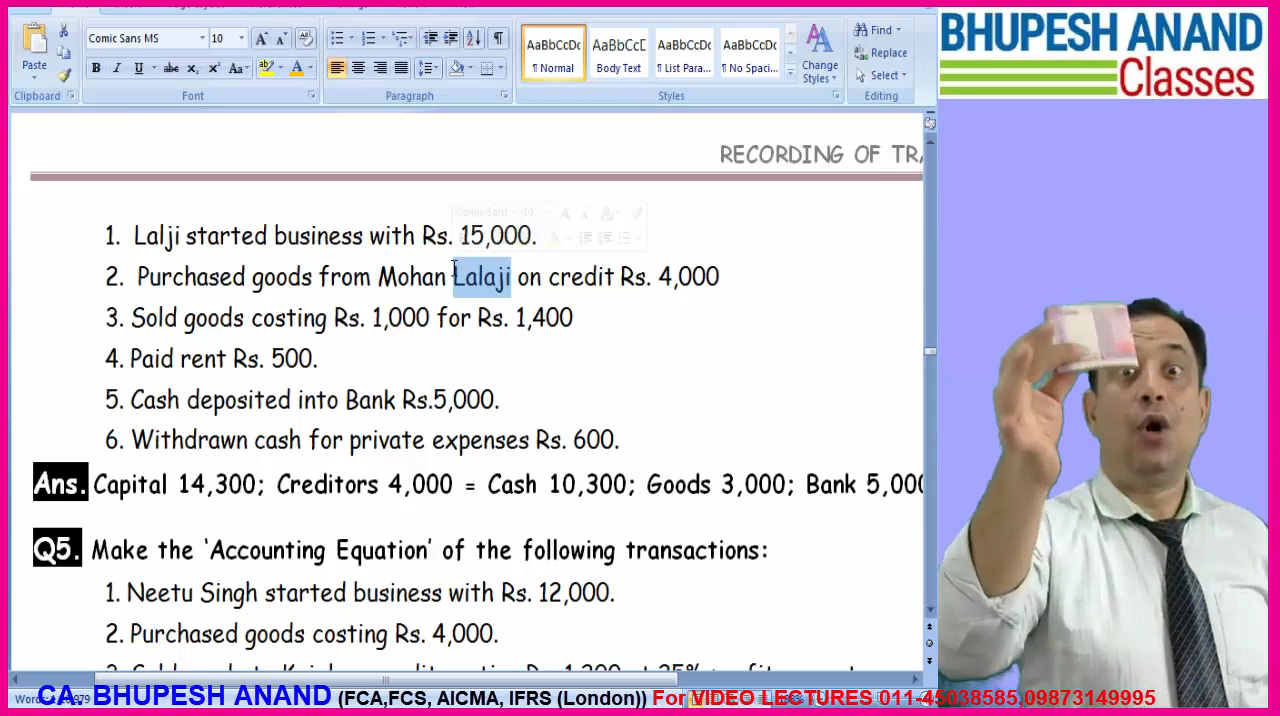 Comic Sans MS
10
Paste
Clipboard
Font
Paragraph
AaBbCcDc
AaBbCcD
AaBbCcDc
AaBbCcDc
¶ Normal
Body Text
¶ List Para...
¶ No Spaci...
Change
Styles
Styles
Find
Replace
Select
Editing
BHUPESH ANAND
Classes
RECORDING OF TRA
Comic Sans 10
1. Lalji started business with Rs. 15,000.
2. Purchased goods from Mohan Lalaji on credit Rs. 4,000
3. Sold goods costing Rs. 1,000 for Rs. 1,400
4. Paid rent Rs. 500.
5. Cash deposited into Bank Rs.5,000.
6. Withdrawn cash for private expenses Rs. 600.
Ans. Capital 14,300; Creditors 4,000 = Cash 10,300; Goods 3,000; Bank 5,000
Q5. Make the ‘Accounting Equation’ of the following transactions:
1. Neetu Singh started business with Rs. 12,000.
2. Purchased goods costing Rs. 4,000.
CA. BHUPESH ANAND (FCA,FCS, AICMA, IFRS (London)) For VIDEO LECTURES 011-45038585,09873149995